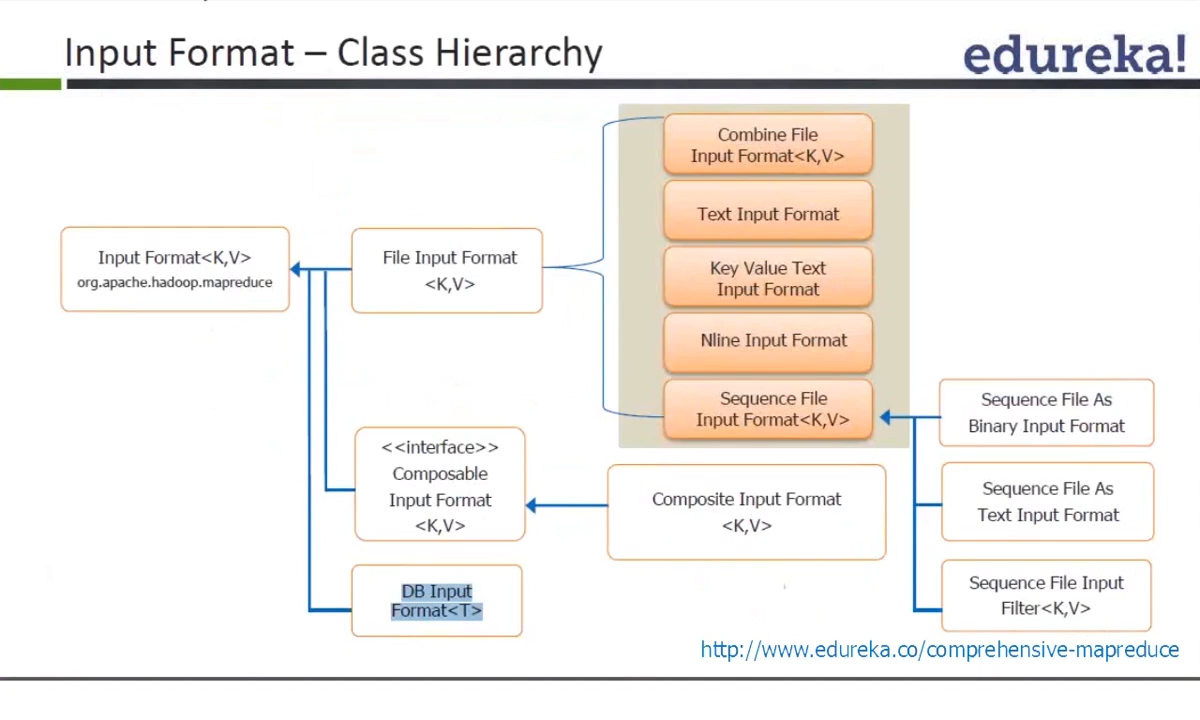 Input Format – Class Hierarchy
edureka!
Combine File
Input Format<K,V>
Text Input Format
Key Value Text
Input Format
Nline Input Format
Sequence File
Input Format<K,V>
Input Format<K,V>
org.apache.hadoop.mapreduce
File Input Format
<K,V>
<<interface>>
Composable
Input Format
<K,V>
Composite Input Format
<K,V>
DB Input
Format<T>
Sequence File As
Binary Input Format
Sequence File As
Text Input Format
Sequence File Input
Filter<K,V>
http://www.edureka.co/comprehensive-mapreduce